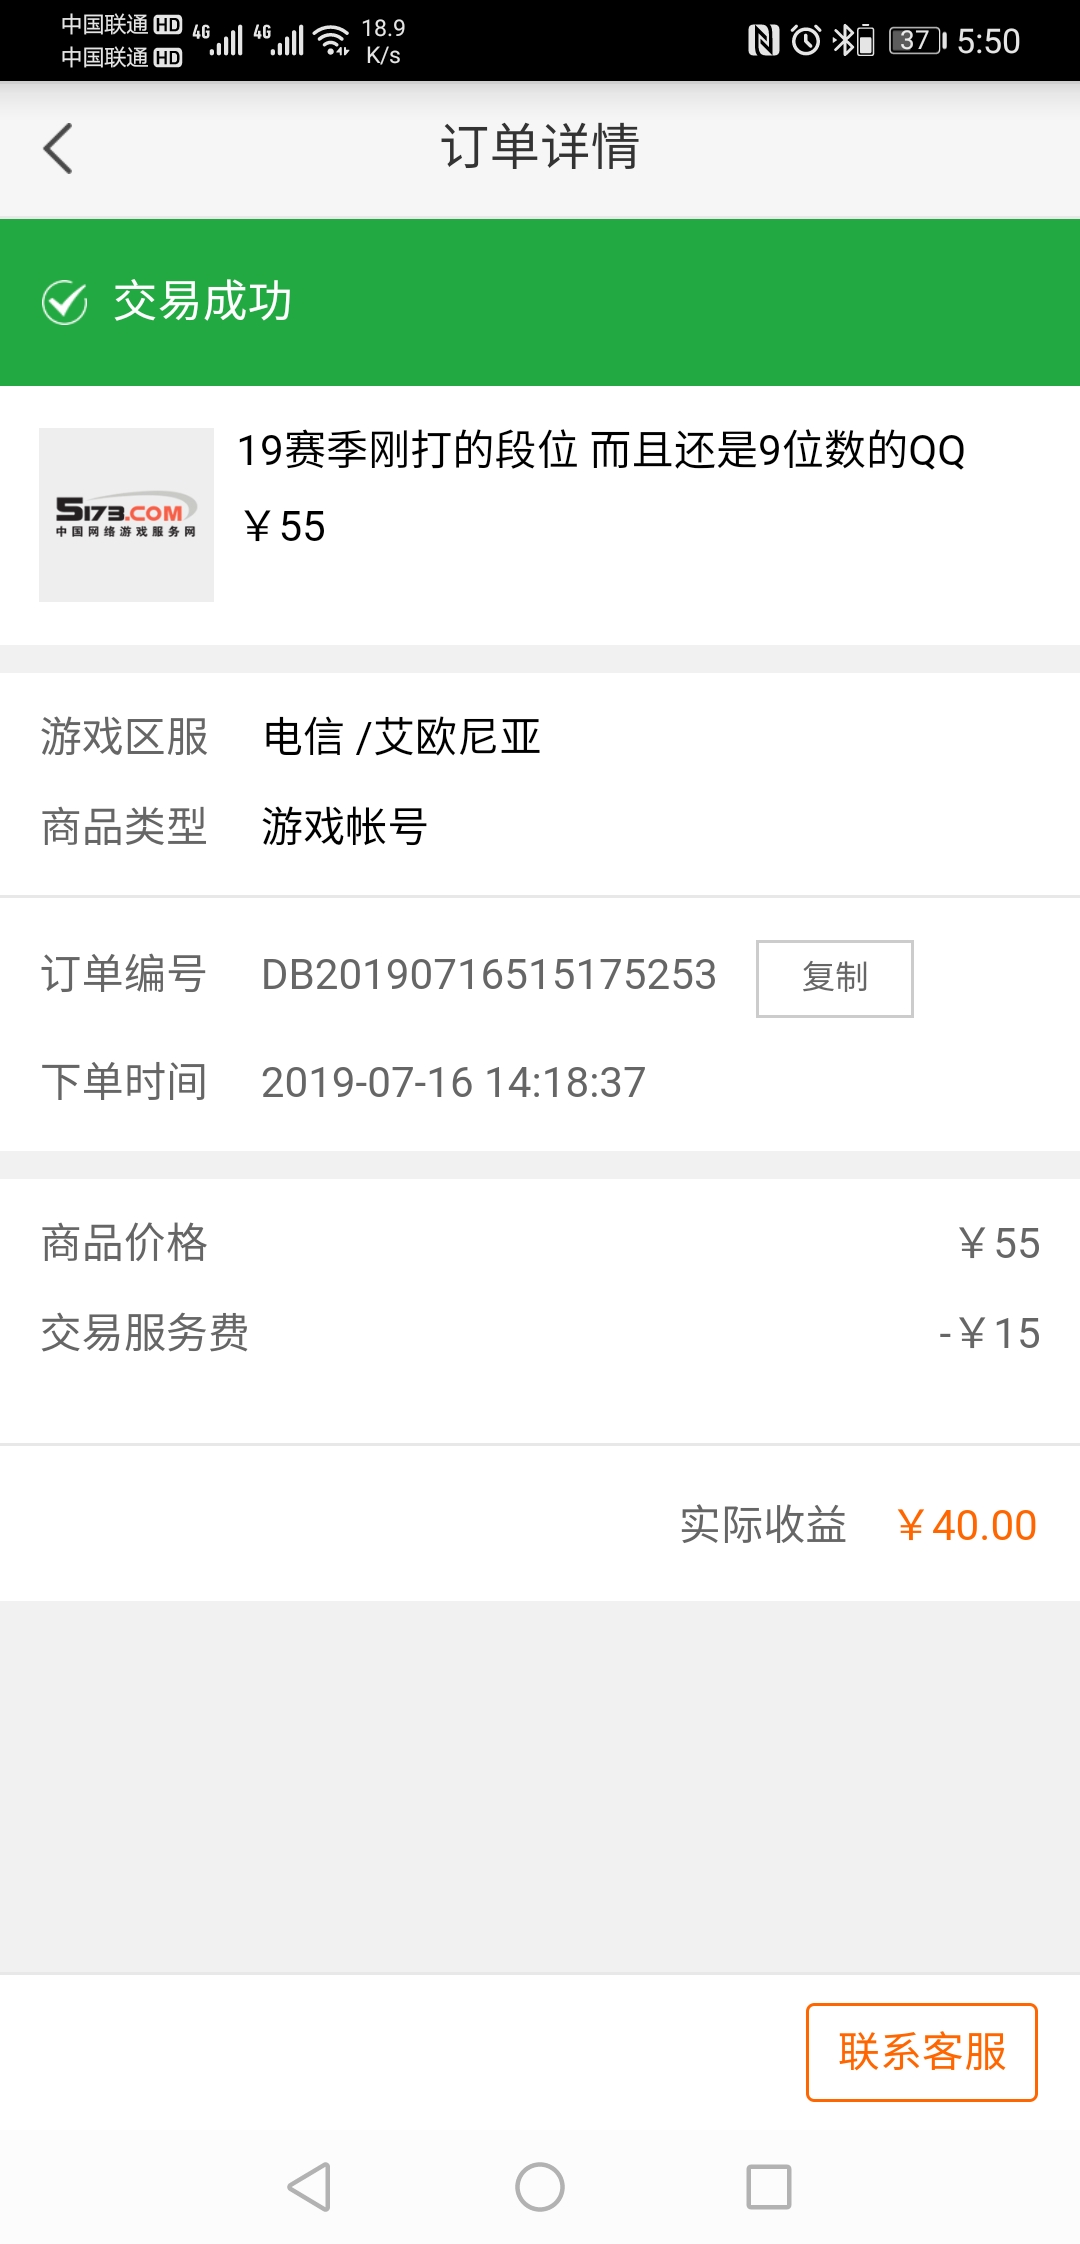 中国联通 HD 4G 4G 18.9 K/s 37 5:50
中国联通 HD
订单详情
交易成功
5173.COM
中国网络游戏服务网
19赛季刚打的段位 而且还是9位数的QQ
￥55
游戏区服 电信 /艾欧尼亚
商品类型 游戏帐号
订单编号 DB20190716515175253 复制
下单时间 2019-07-16 14:18:37
商品价格 ￥55
交易服务费 -￥15
实际收益 ￥40.00
联系客服